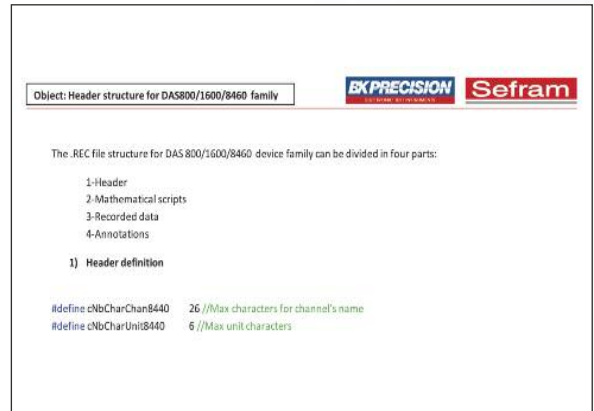 Object: Header structure for DAS800/1600/8460 family
BK PRECISION
Sefram
The .REC file structure for DAS 800/1600/8460 device family can be divided in four parts:
1-Header
2-Mathematical scripts
3-Recorded data
4-Annotations
1) Header definition
#define cNbCharChan8440 26 //Max characters for channel's name
#define cNbCharUnit8440 6 //Max unit characters